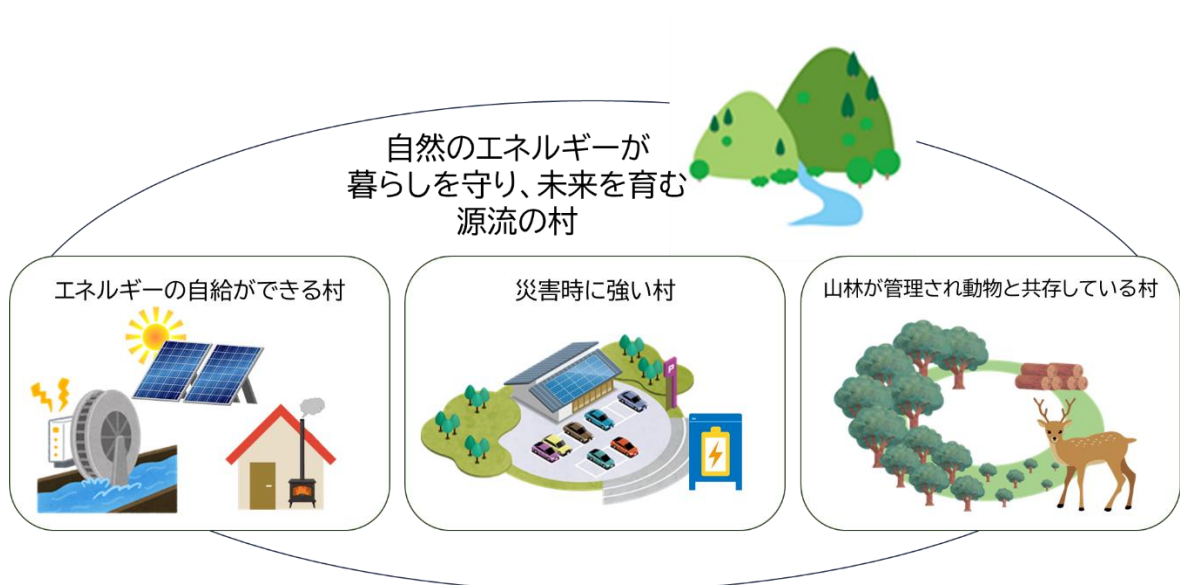 自然のエネルギーが
暮らしを守り、未来を育む
源流の村
エネルギーの自給ができる村
災害時に強い村
山林が管理され動物と共存している村
P